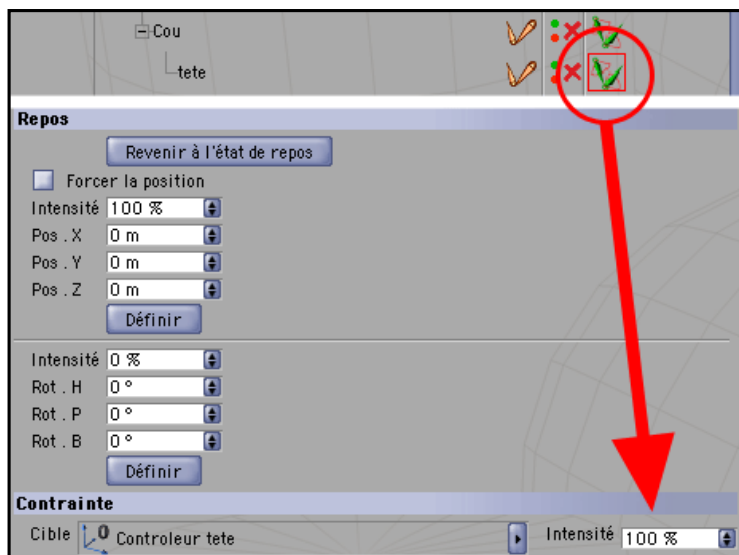 Cou
tete
Repos
Revenir à l'état de repos
Forcer la position
Intensité 100 %
Pos . X 0 m
Pos . Y 0 m
Pos . Z 0 m
Définir
Intensité 0 %
Rot . H 0 °
Rot . P 0 °
Rot . B 0 °
Définir
Contrainte
Cible 0 Controleur tete Intensité 100 %